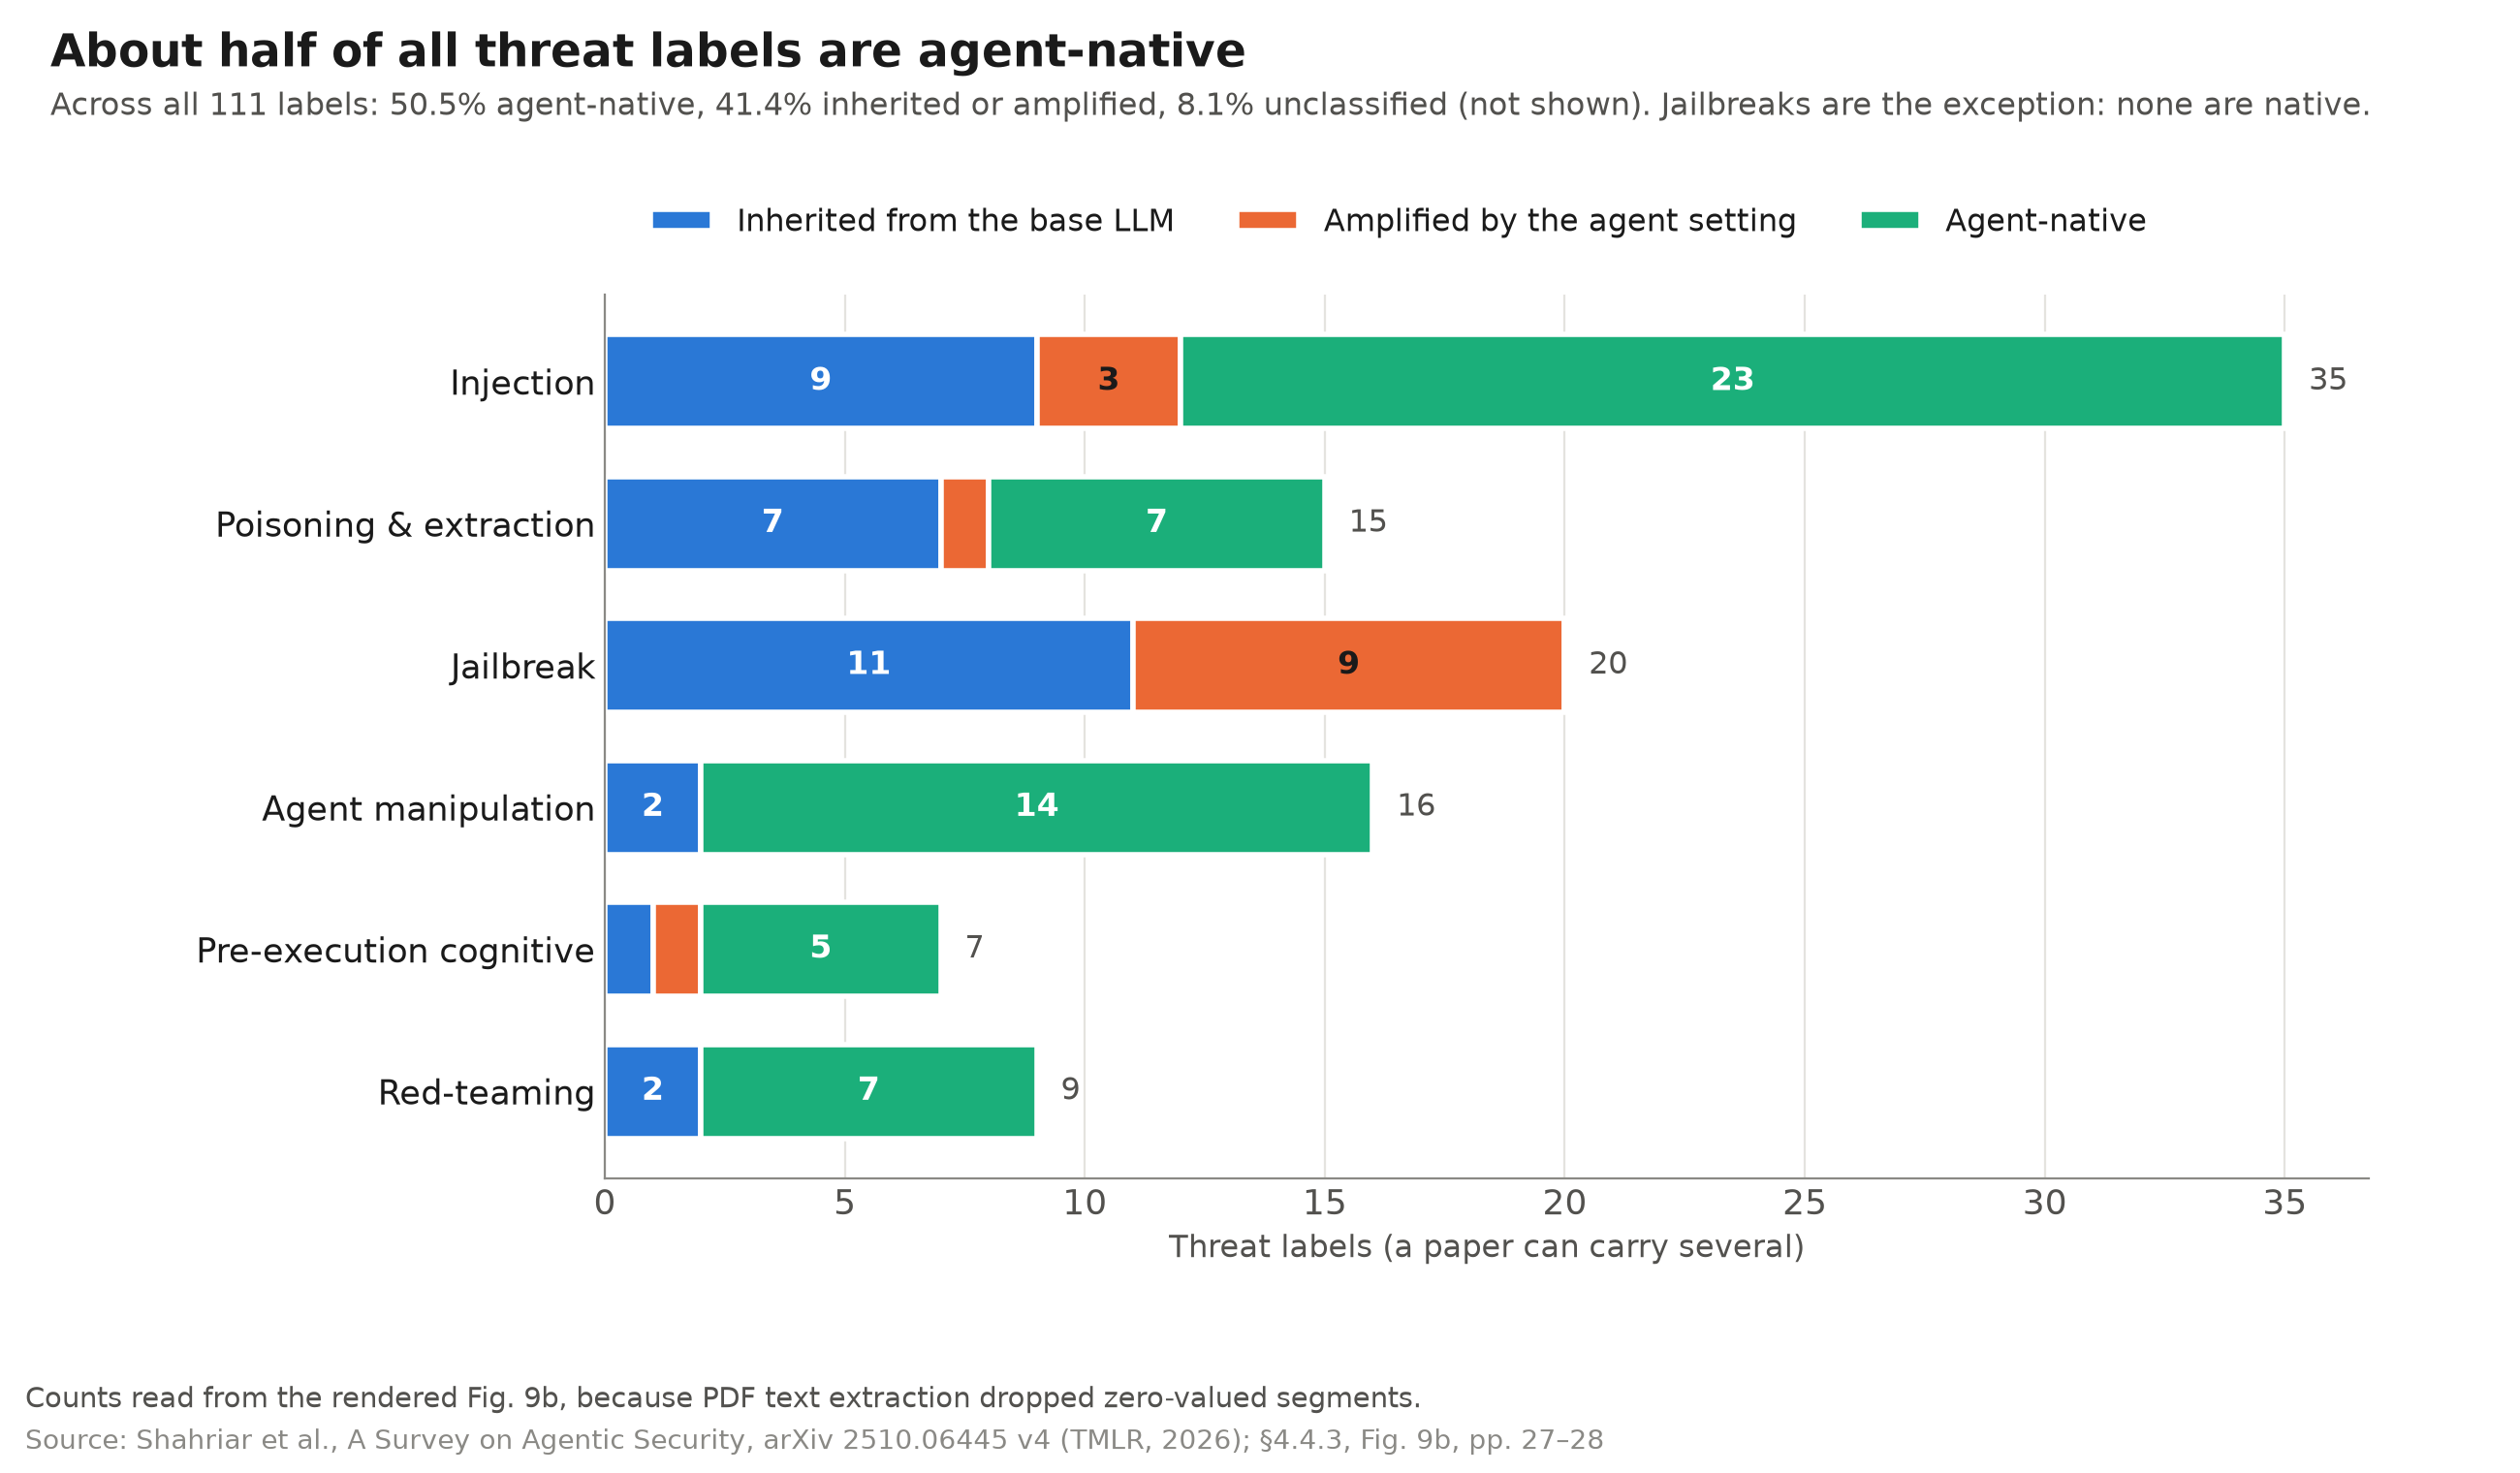 About half of all threat labels are agent-native
Across all 111 labels: 50.5% agent-native, 41.4% inherited or amplified, 8.1% unclassified (not shown). Jailbreaks are the exception: none are native.
Inherited from the base LLM Amplified by the agent setting Agent-native
Injection 9 3 23 35
Poisoning & extraction 7 7 15
Jailbreak 11 9 20
Agent manipulation 2 14 16
Pre-execution cognitive 5 7
Red-teaming 2 7 9
0 5 10 15 20 25 30 35
Threat labels (a paper can carry several)
Counts read from the rendered Fig. 9b, because PDF text extraction dropped zero-valued segments.
Source: Shahriar et al., A Survey on Agentic Security, arXiv 2510.06445 v4 (TMLR, 2026); §4.4.3, Fig. 9b, pp. 27–28